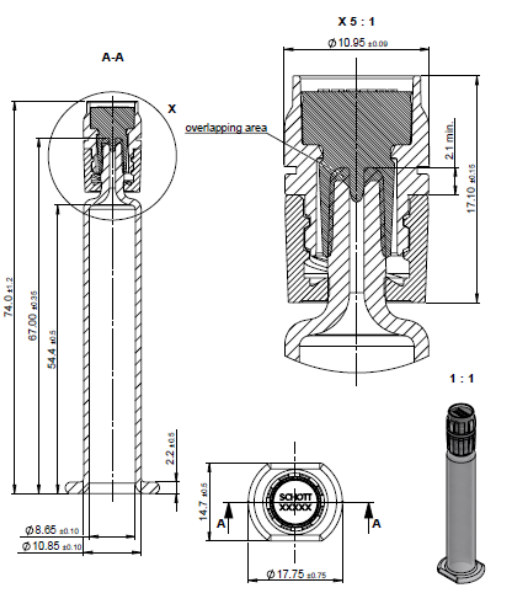 X 5 : 1
⌀10.95 ±0.09
A-A
X
overlapping area
2.1 min.
17.10 ±0.15
74.0 ±1.2
67.00 ±0.35
54.4 ±0.5
2.2 ±0.5
1 : 1
14.7 ±0.5
SCHOTT
XXXXX
A
A
⌀8.65 ±0.10
⌀10.85 ±0.10
⌀17.75 ±0.75